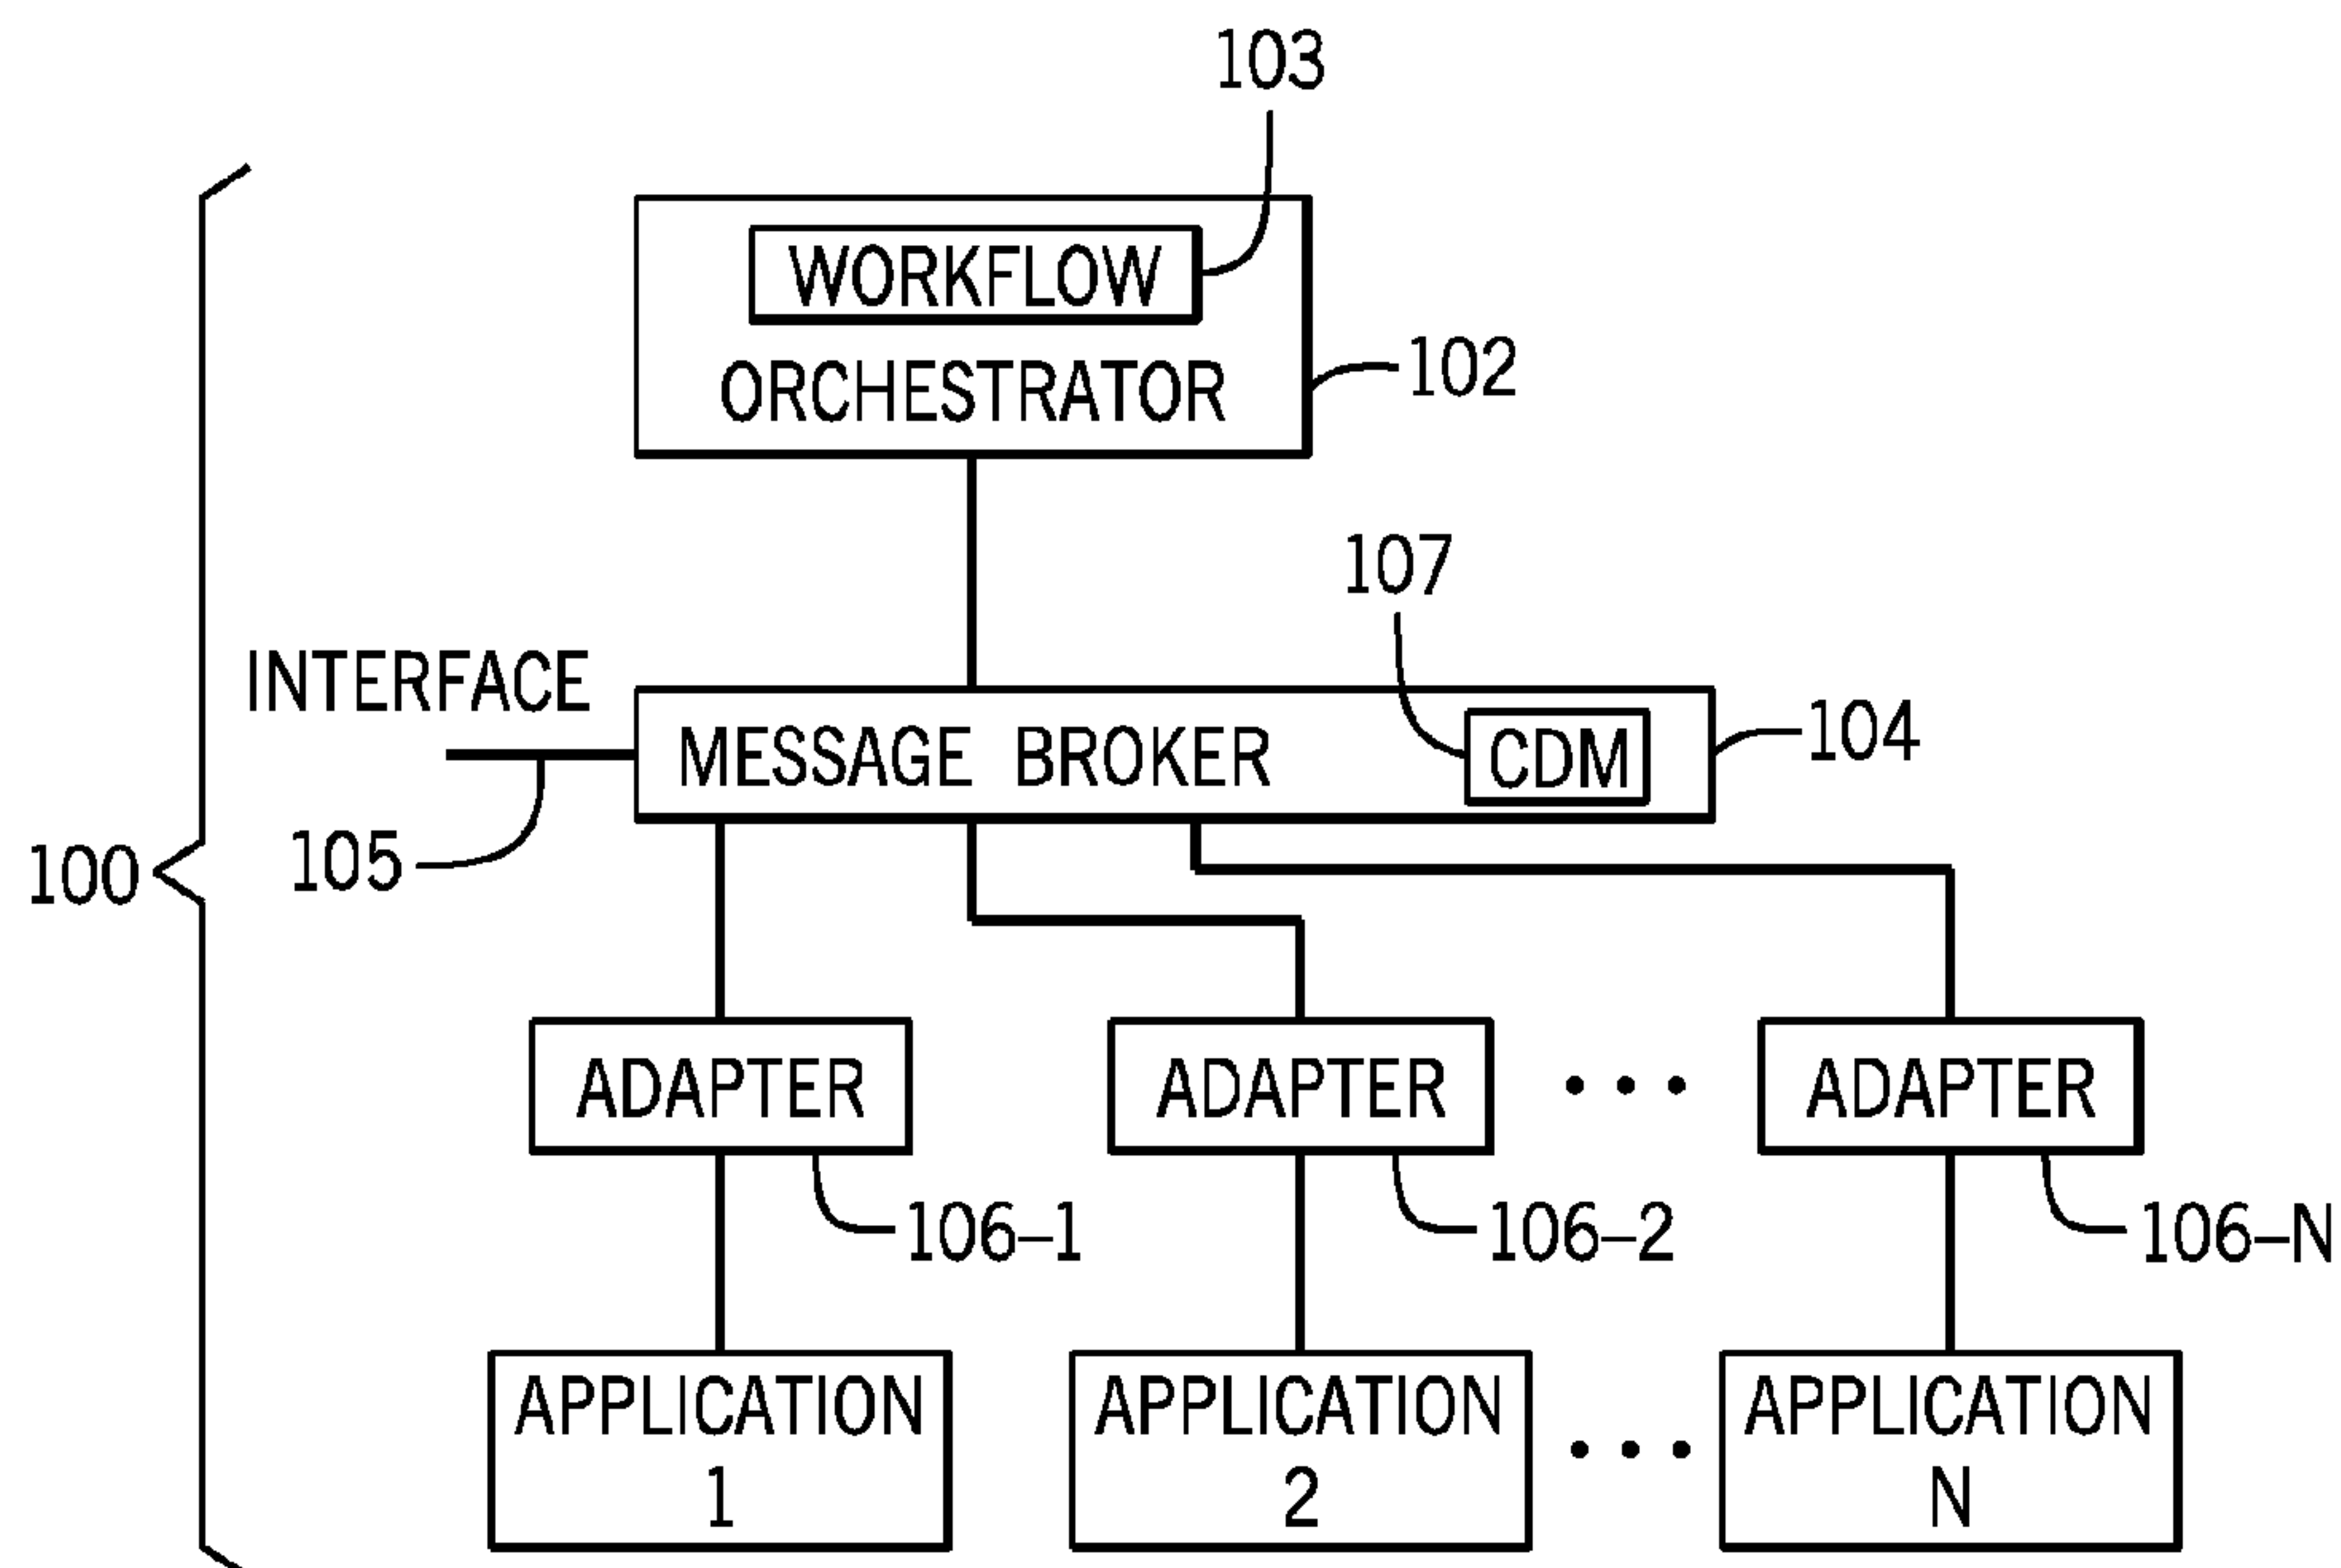 103
WORKFLOW
ORCHESTRATOR
102
107
INTERFACE
MESSAGE BROKER
CDM
104
105
100
ADAPTER
ADAPTER
• • •
ADAPTER
106–1
106–2
106–N
APPLICATION
1
APPLICATION
2
• • •
APPLICATION
N